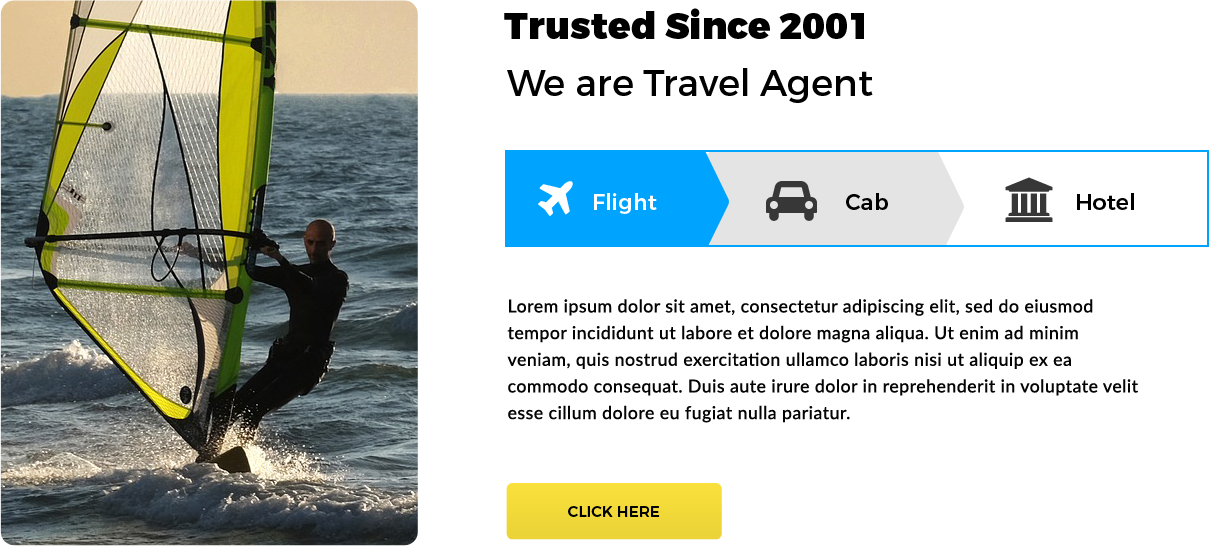 Trusted Since 2001
We are Travel Agent
Flight
Cab
Hotel
Lorem ipsum dolor sit amet, consectetur adipiscing elit, sed do eiusmod
tempor incididunt ut labore et dolore magna aliqua. Ut enim ad minim
veniam, quis nostrud exercitation ullamco laboris nisi ut aliquip ex ea
commodo consequat. Duis aute irure dolor in reprehenderit in voluptate velit
esse cillum dolore eu fugiat nulla pariatur.
CLICK HERE